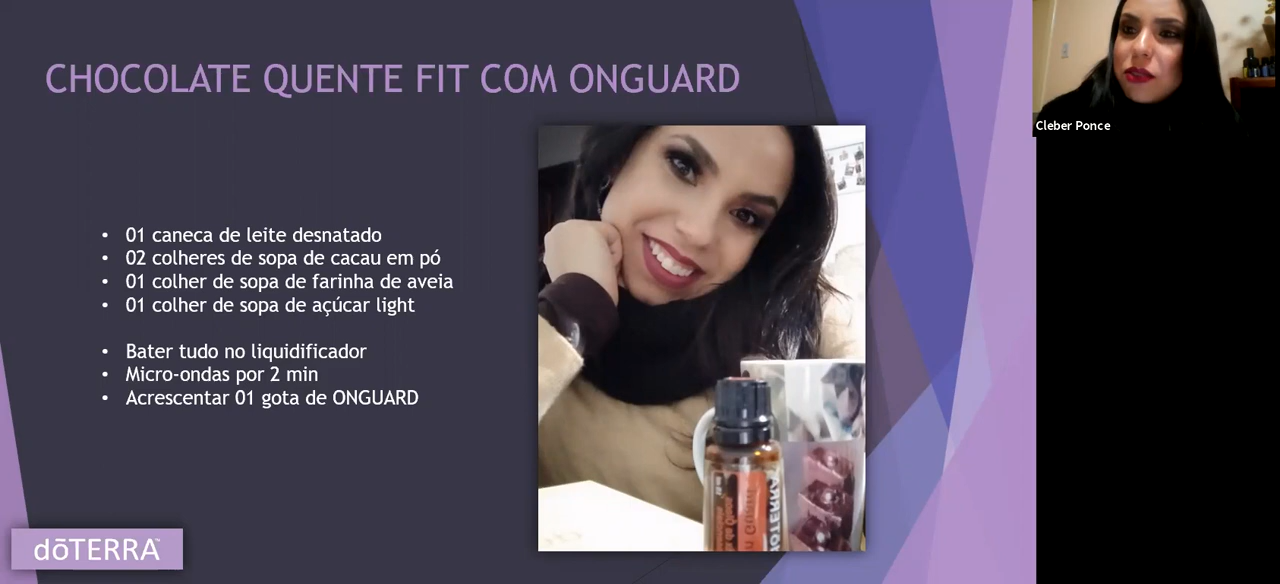 CHOCOLATE QUENTE FIT COM ONGUARD
Cleber Ponce
• 01 caneca de leite desnatado
• 02 colheres de sopa de cacau em pó
• 01 colher de sopa de farinha de aveia
• 01 colher de sopa de açúcar light
• Bater tudo no liquidificador
• Micro-ondas por 2 min
• Acrescentar 01 gota de ONGUARD
dōTERRA
dōTERRA™